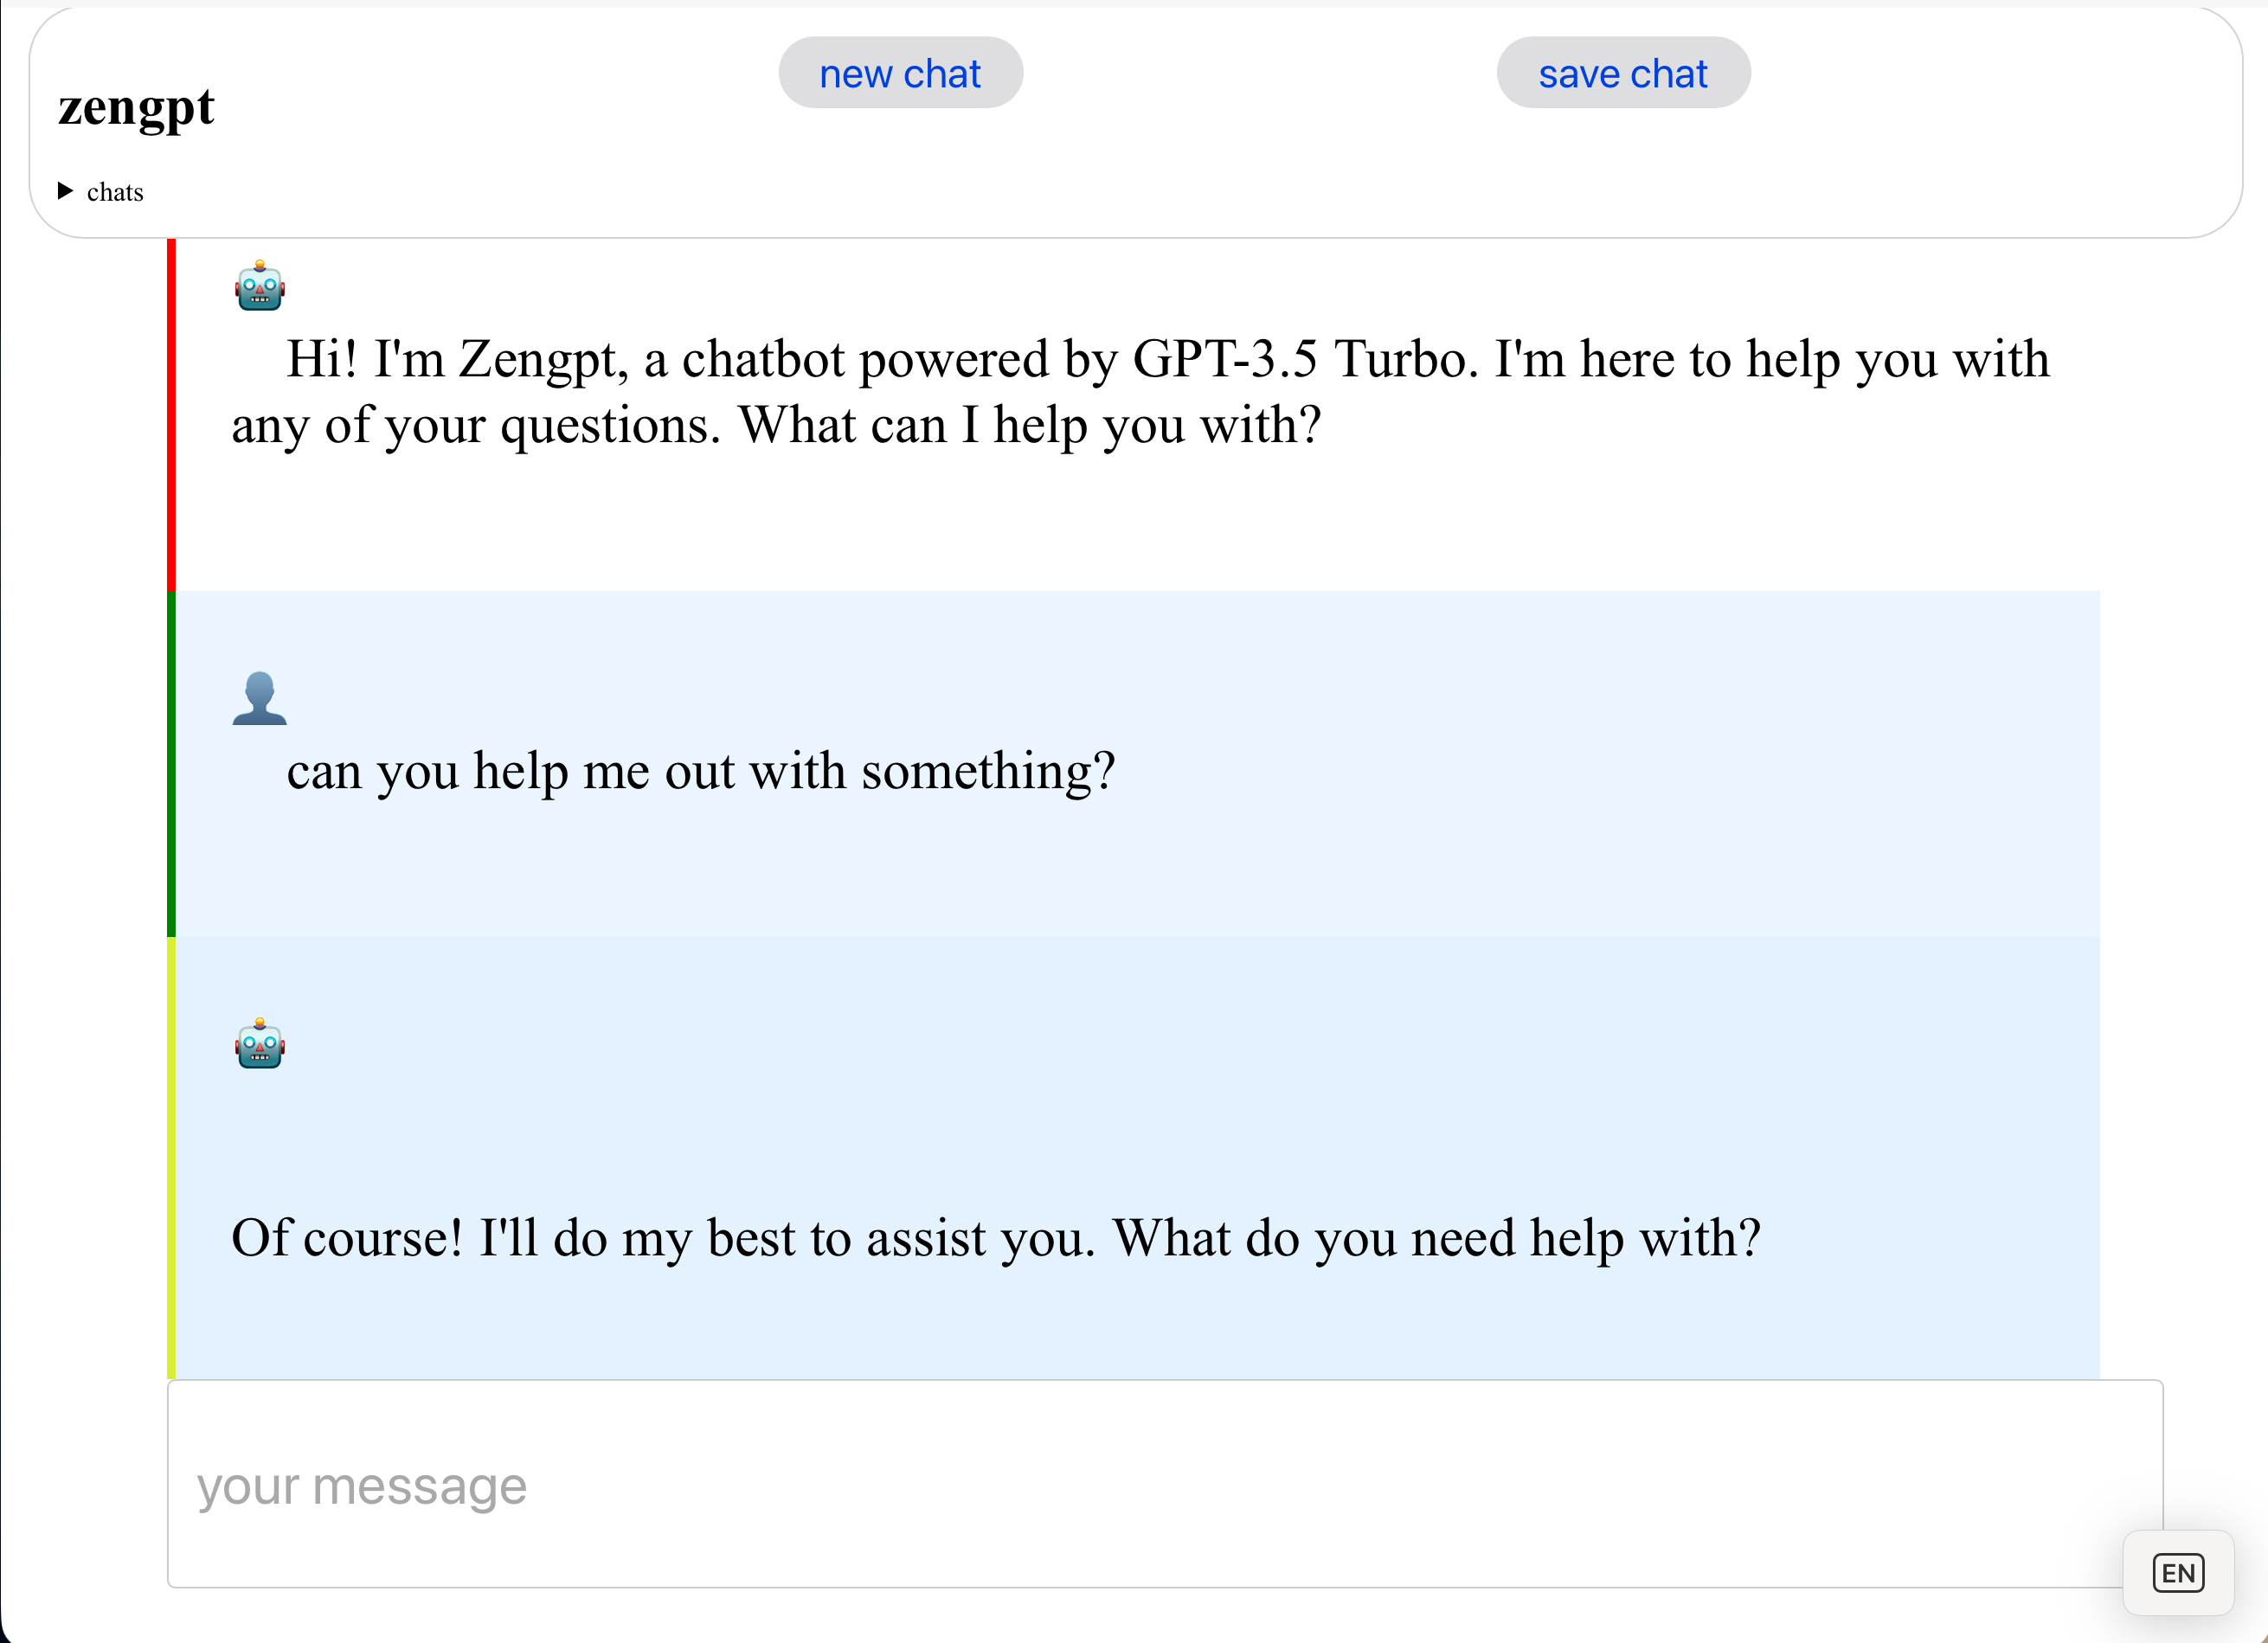 new chat
save chat
zengpt
chats
Hi! I'm Zengpt, a chatbot powered by GPT-3.5 Turbo. I'm here to help you with
any of your questions. What can I help you with?
can you help me out with something?
Of course! I'll do my best to assist you. What do you need help with?
your message
EN